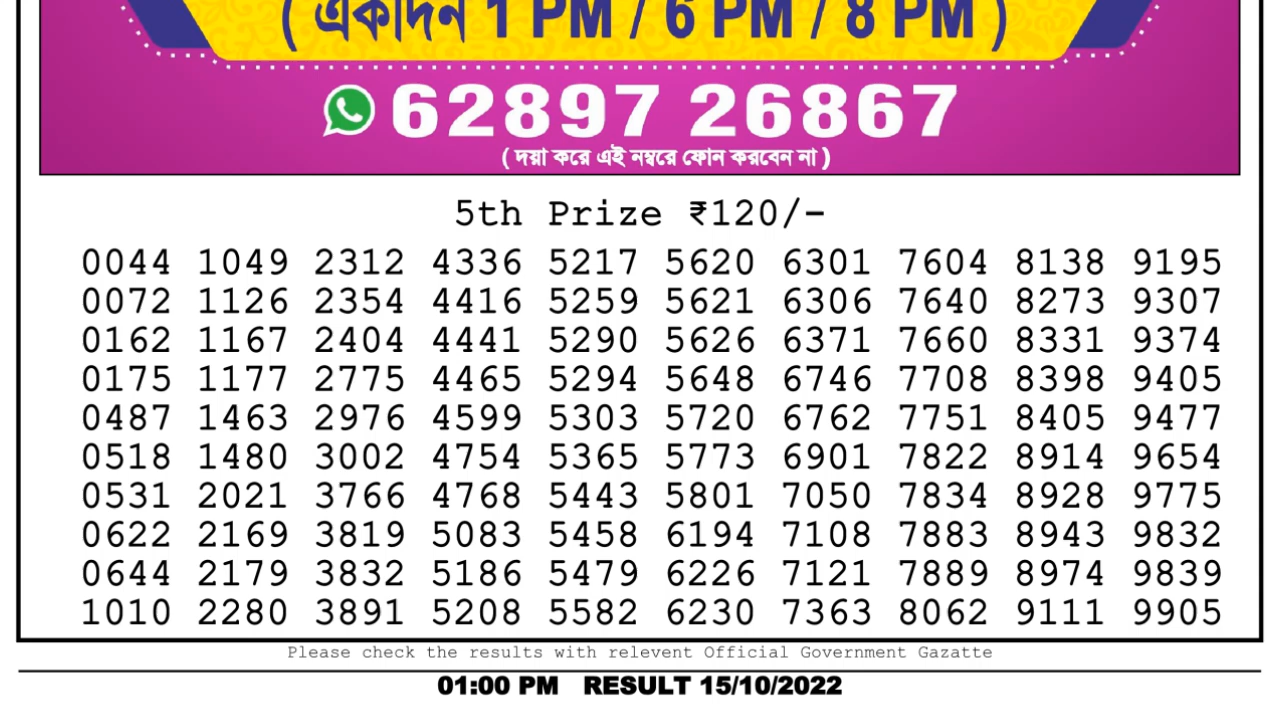 ( একদিন 1 PM / 6 PM / 8 PM )
62897 26867
( দয়া করে এই নম্বরে ফোন করবেন না )
5th Prize ₹120/-
0044 1049 2312 4336 5217 5620 6301 7604 8138 9195
0072 1126 2354 4416 5259 5621 6306 7640 8273 9307
0162 1167 2404 4441 5290 5626 6371 7660 8331 9374
0175 1177 2775 4465 5294 5648 6746 7708 8398 9405
0487 1463 2976 4599 5303 5720 6762 7751 8405 9477
0518 1480 3002 4754 5365 5773 6901 7822 8914 9654
0531 2021 3766 4768 5443 5801 7050 7834 8928 9775
0622 2169 3819 5083 5458 6194 7108 7883 8943 9832
0644 2179 3832 5186 5479 6226 7121 7889 8974 9839
1010 2280 3891 5208 5582 6230 7363 8062 9111 9905
Please check the results with relevent Official Government Gazatte
01:00 PM RESULT 15/10/2022